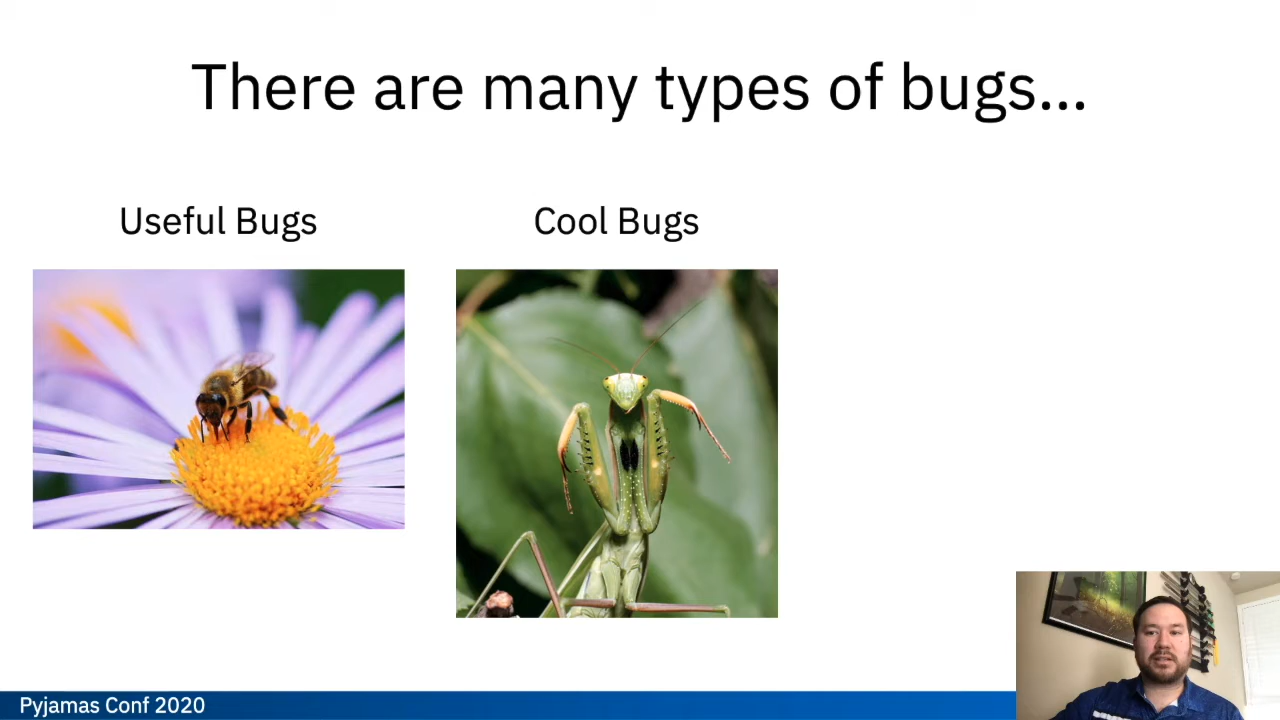 There are many types of bugs...
Useful Bugs
Cool Bugs
Pyjamas Conf 2020